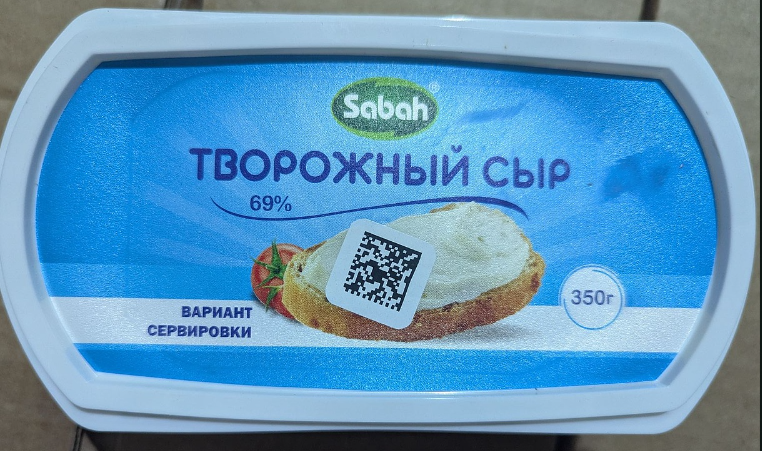 Sabah®
ТВОРОЖНЫЙ СЫР
69%
350г
ВАРИАНТ
СЕРВИРОВКИ